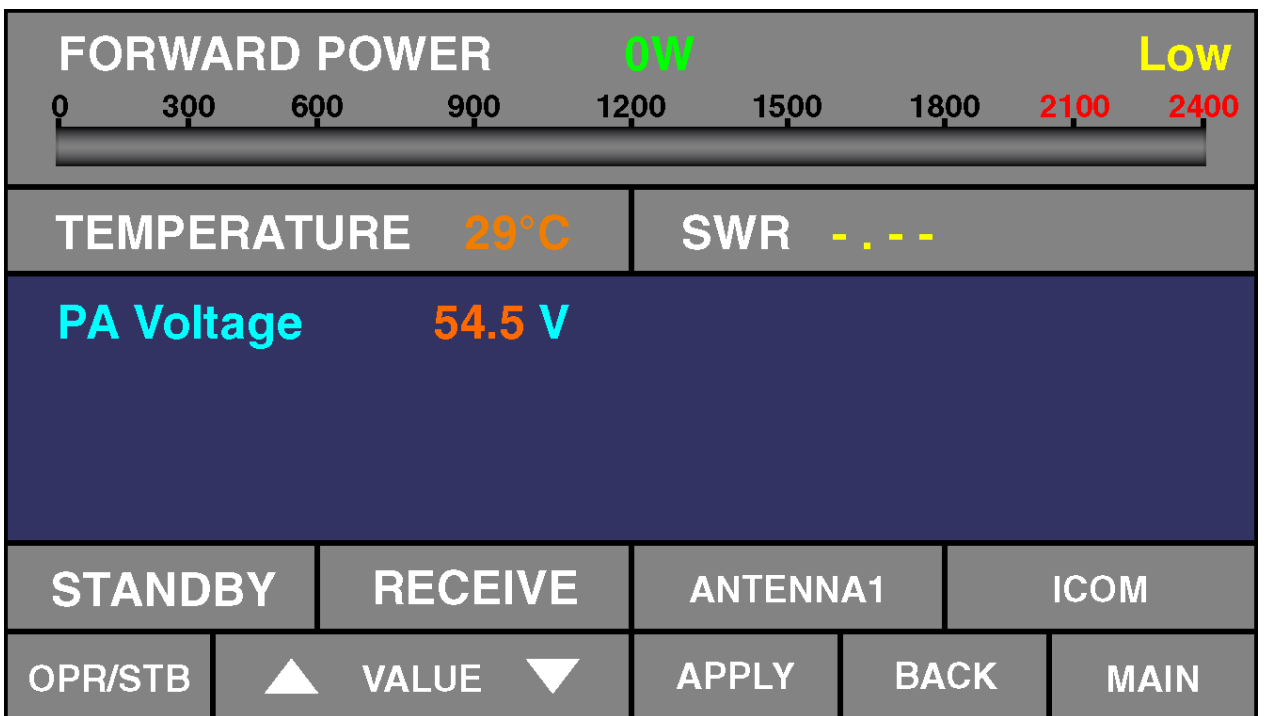 FORWARD POWER 0W Low
0 300 600 900 1200 1500 1800 2100 2400
TEMPERATURE 29°C SWR -.--
PA Voltage 54.5 V
STANDBY RECEIVE ANTENNA1 ICOM
OPR/STB ▲ VALUE ▼ APPLY BACK MAIN